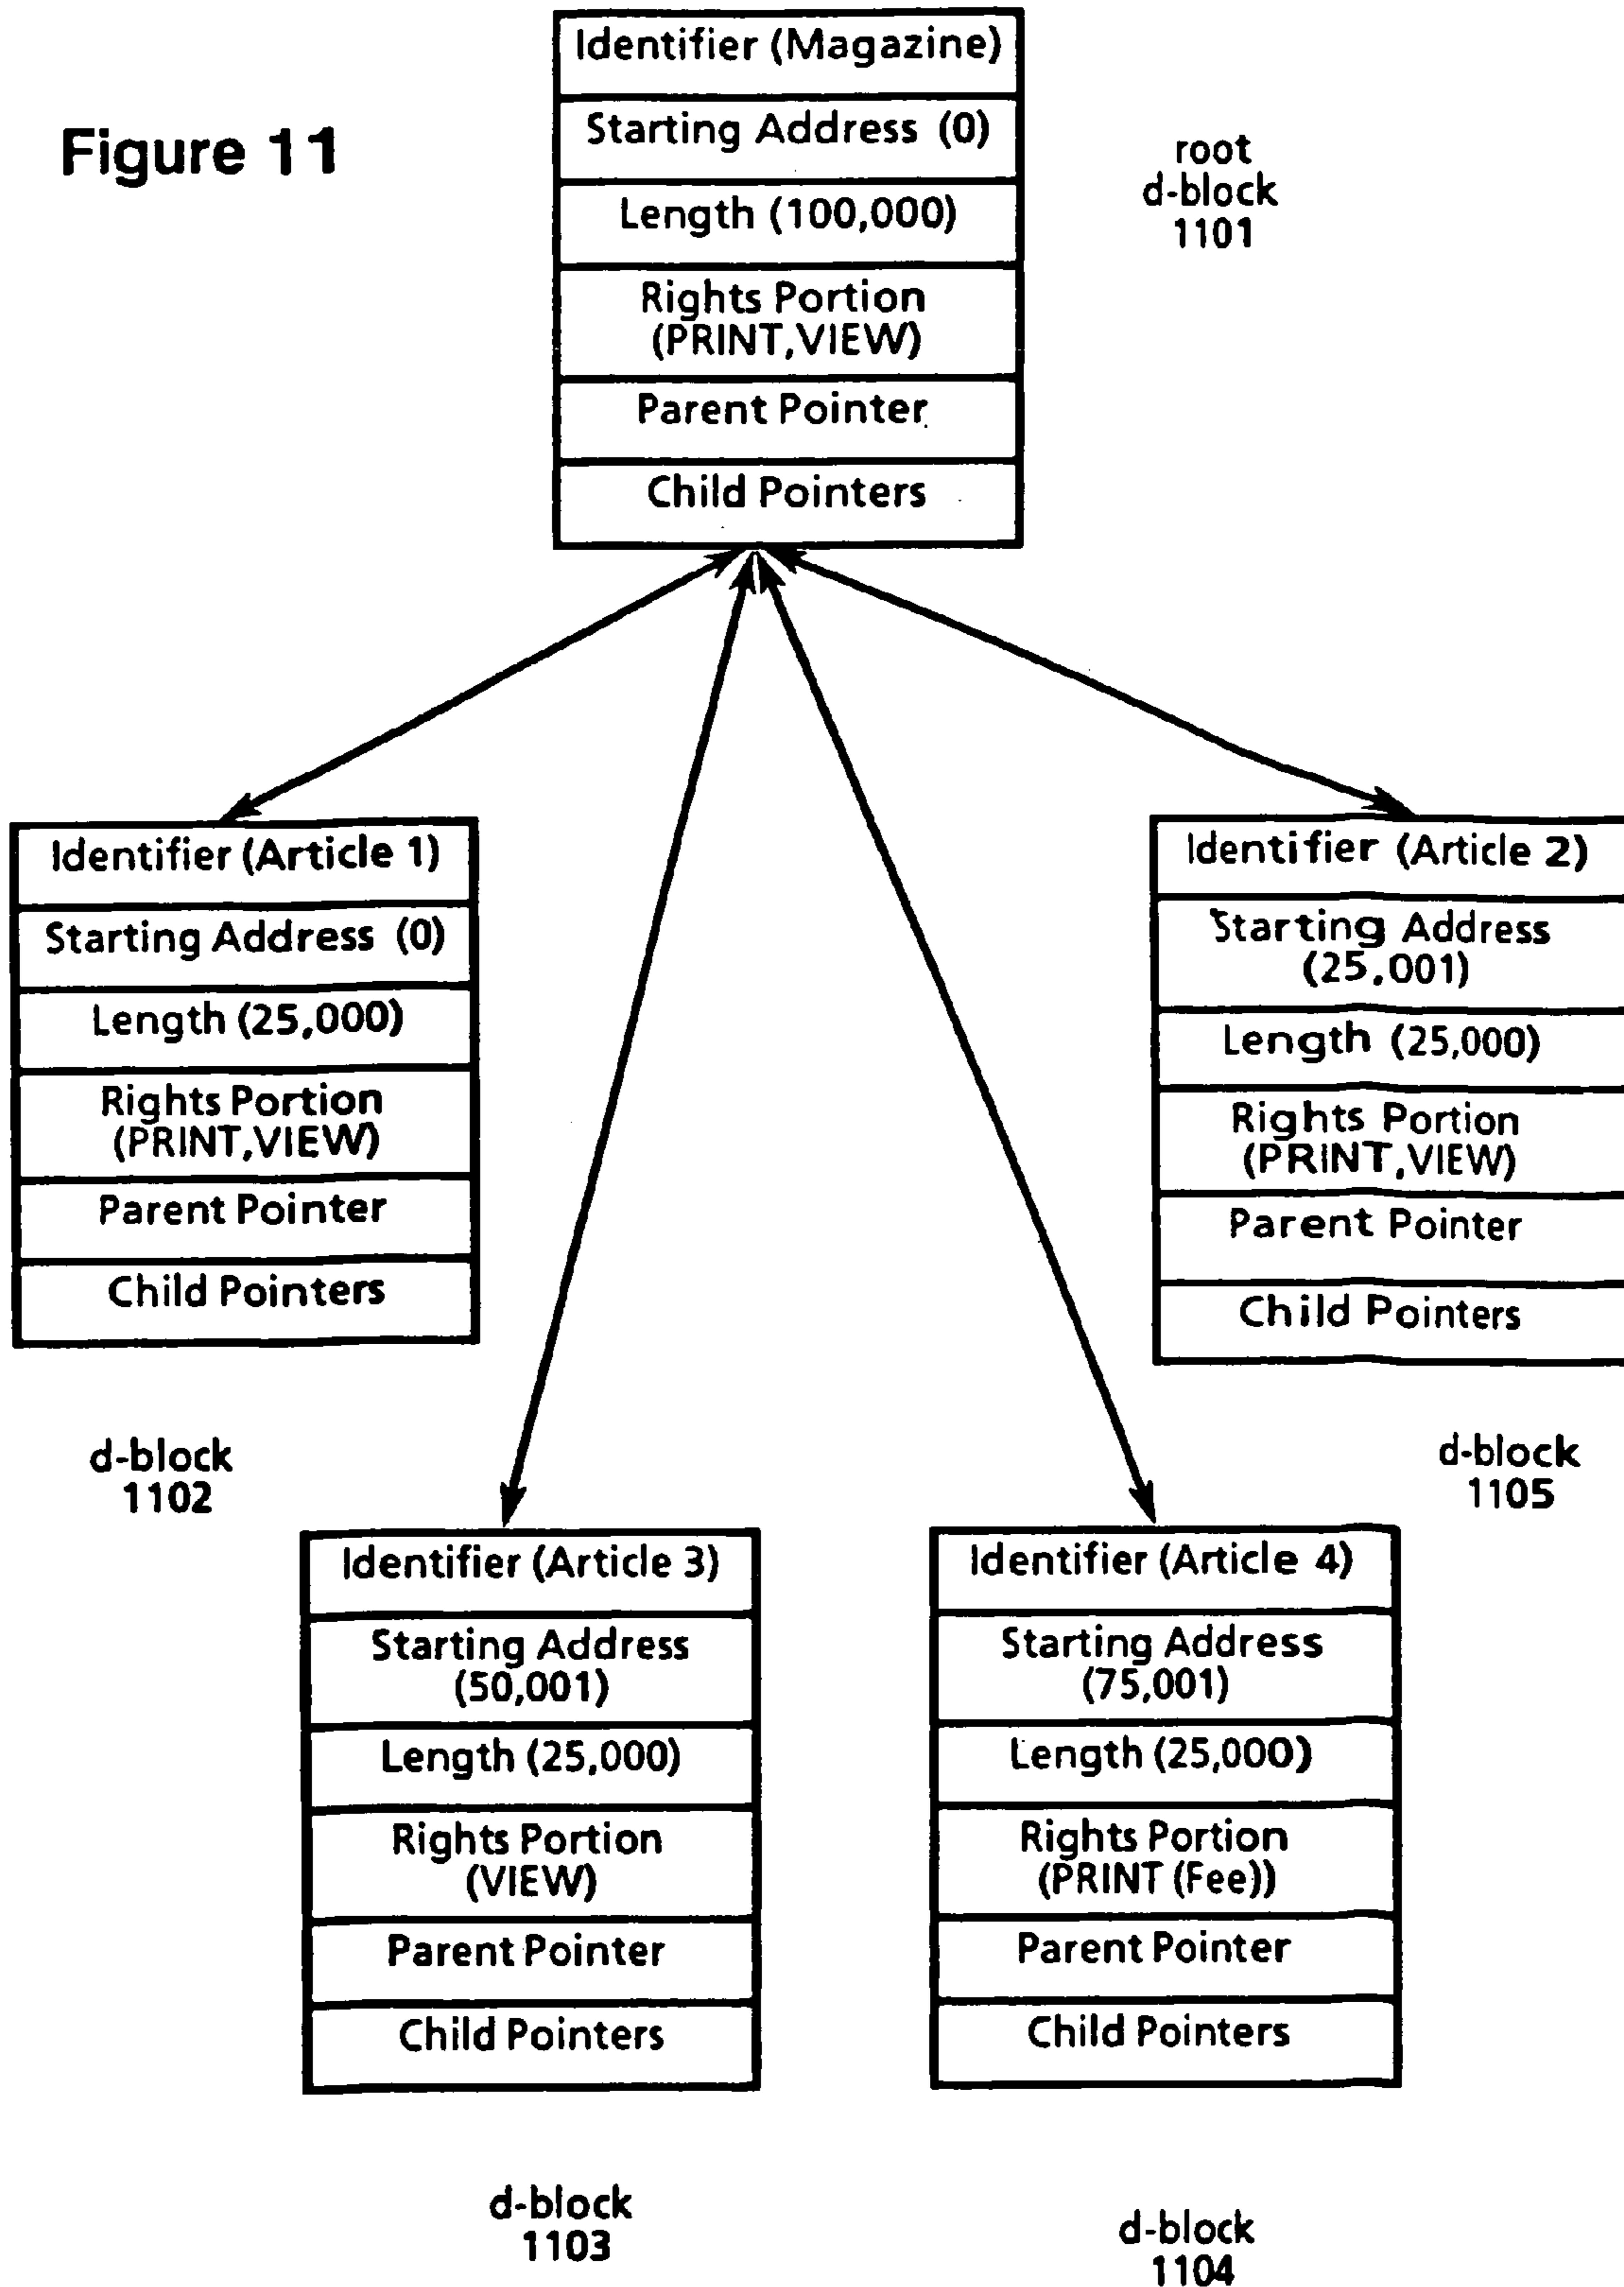 Figure 11
Identifier (Magazine)
Starting Address (0)
Length (100,000)
Rights Portion
(PRINT,VIEW)
Parent Pointer
Child Pointers
root
d-block
1101
Identifier (Article 1)
Starting Address (0)
Length (25,000)
Rights Portion
(PRINT,VIEW)
Parent Pointer
Child Pointers
d-block
1102
Identifier (Article 2)
Starting Address
(25,001)
Length (25,000)
Rights Portion
(PRINT,VIEW)
Parent Pointer
Child Pointers
d-block
1105
Identifier (Article 3)
Starting Address
(50,001)
Length (25,000)
Rights Portion
(VIEW)
Parent Pointer
Child Pointers
d-block
1103
Identifier (Article 4)
Starting Address
(75,001)
Length (25,000)
Rights Portion
(PRINT (Fee))
Parent Pointer
Child Pointers
d-block
1104